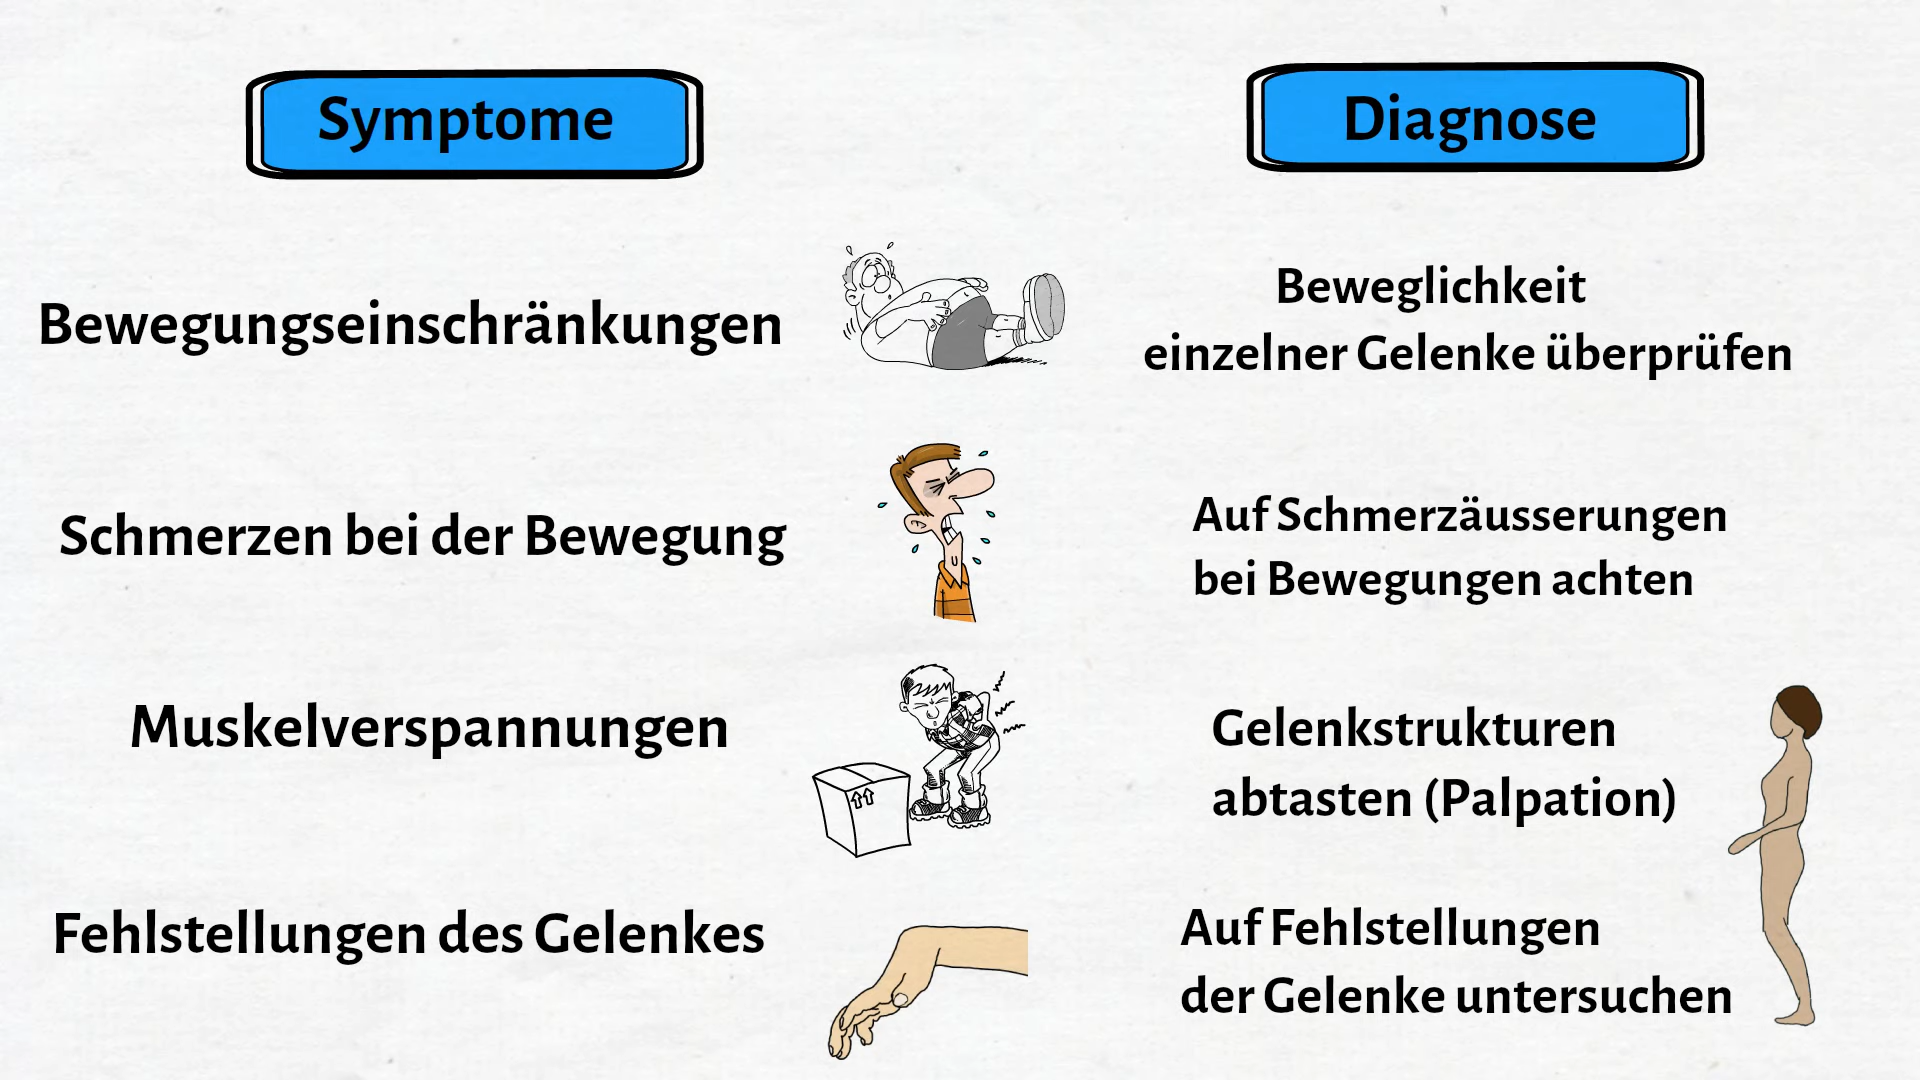 Symptome
Bewegungseinschränkungen
Schmerzen bei der Bewegung
Muskelverspannungen
Fehlstellungen des Gelenkes
Diagnose
Beweglichkeit
einzelner Gelenke überprüfen
Auf Schmerzäusserungen
bei Bewegungen achten
Gelenkstrukturen
abtasten (Palpation)
Auf Fehlstellungen
der Gelenke untersuchen